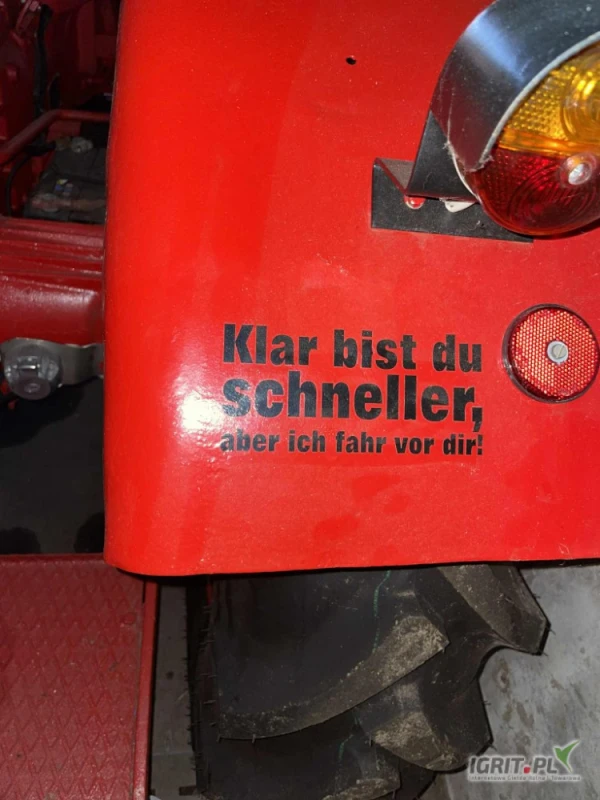 Klar bist du
schneller,
aber ich fahr vor dir!
IGRIT.PL